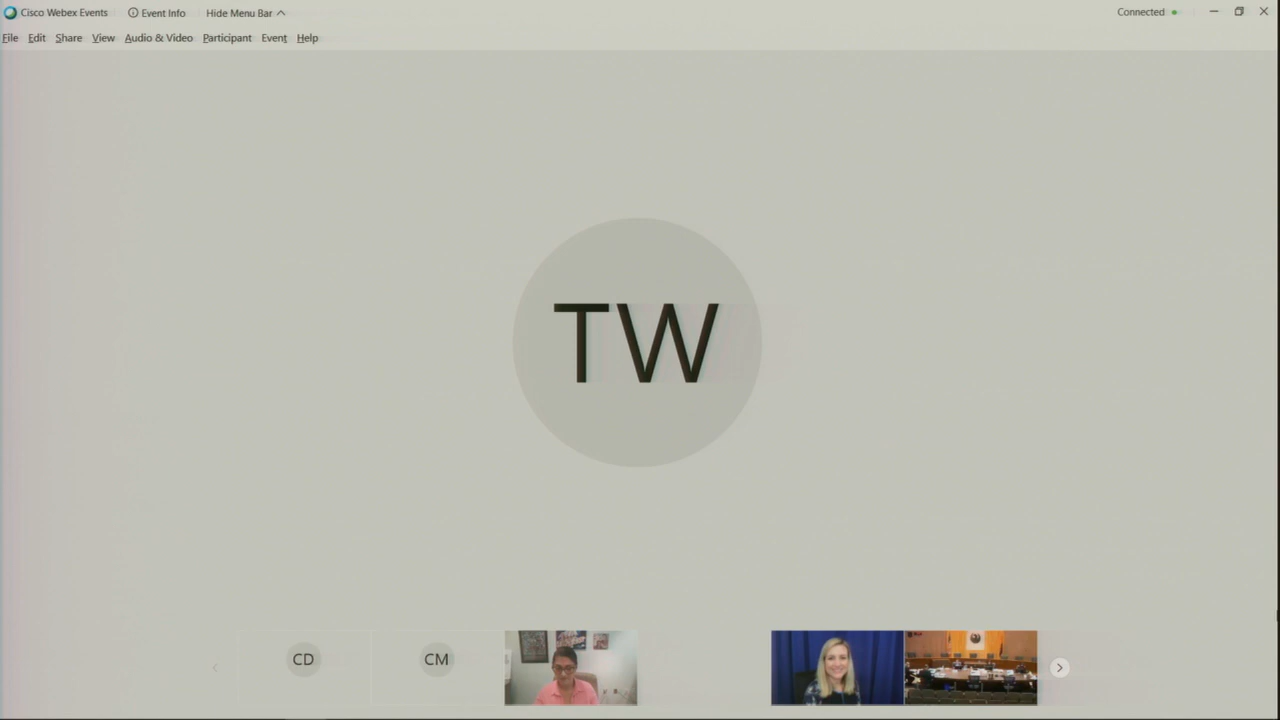 Cisco Webex Events Event Info Hide Menu Bar Connected
File Edit Share View Audio & Video Participant Event Help
TW
CD CM